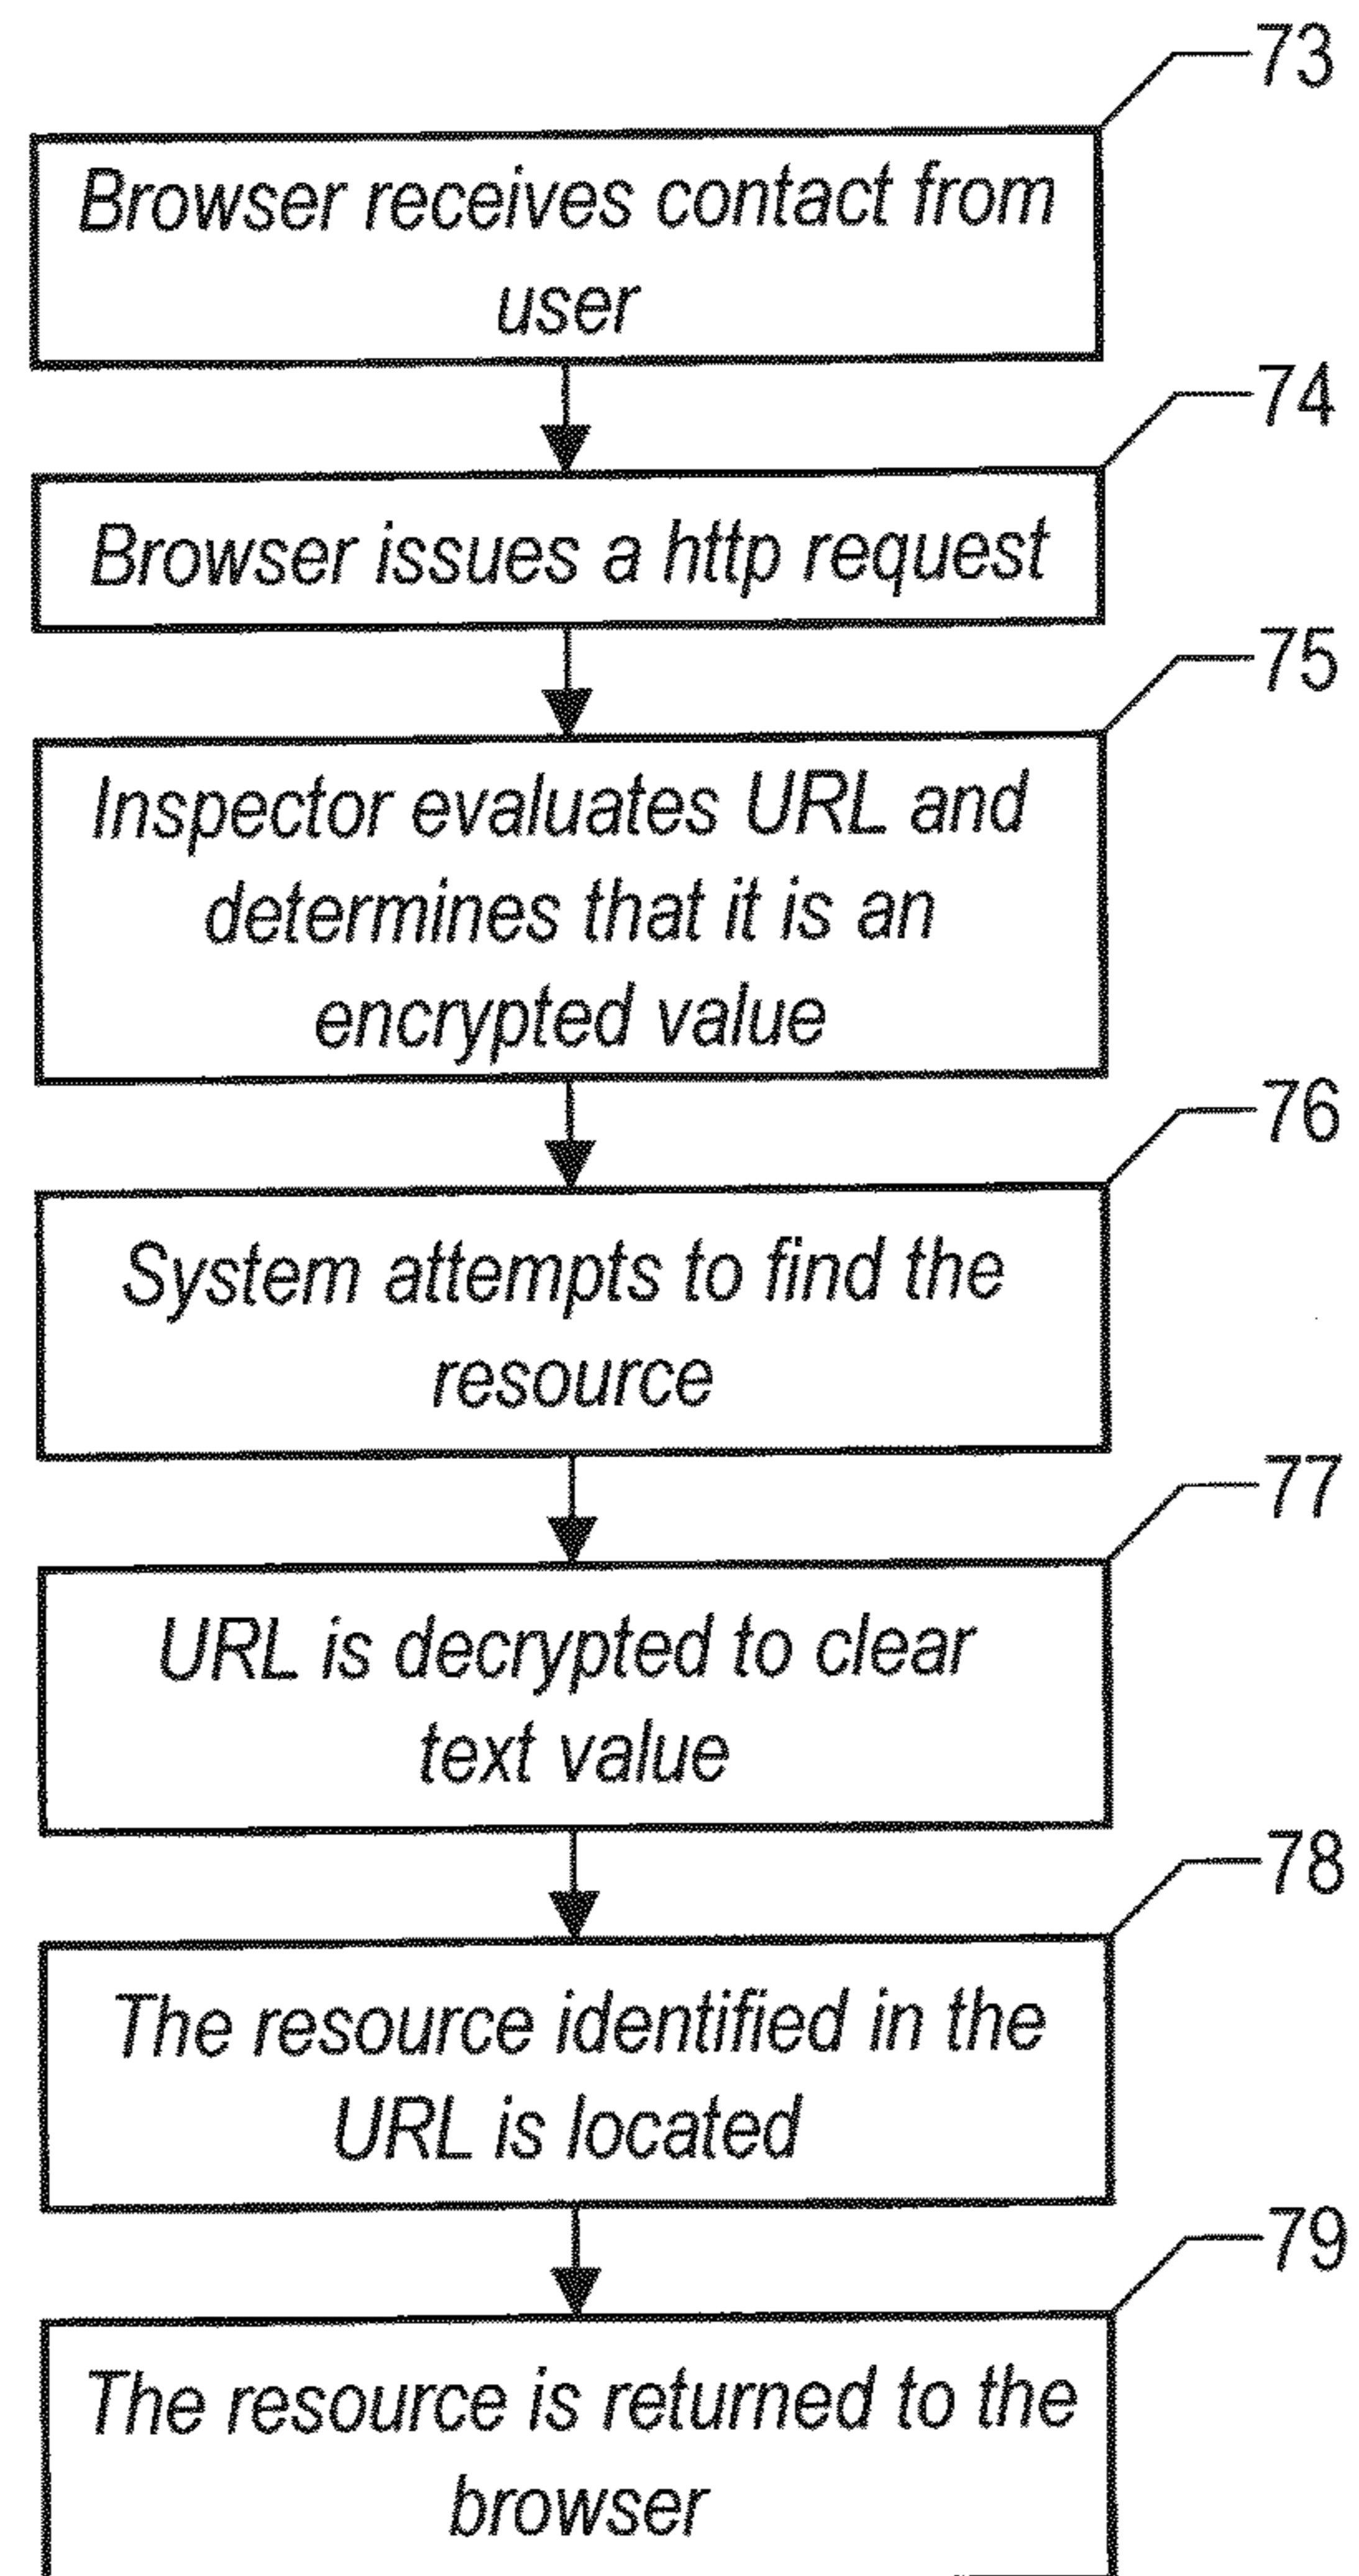 73
Browser receives contact from
user
74
Browser issues a http request
75
Inspector evaluates URL and
determines that it is an
encrypted value
76
System attempts to find the
resource
77
URL is decrypted to clear
text value
78
The resource identified in the
URL is located
79
The resource is returned to the
browser